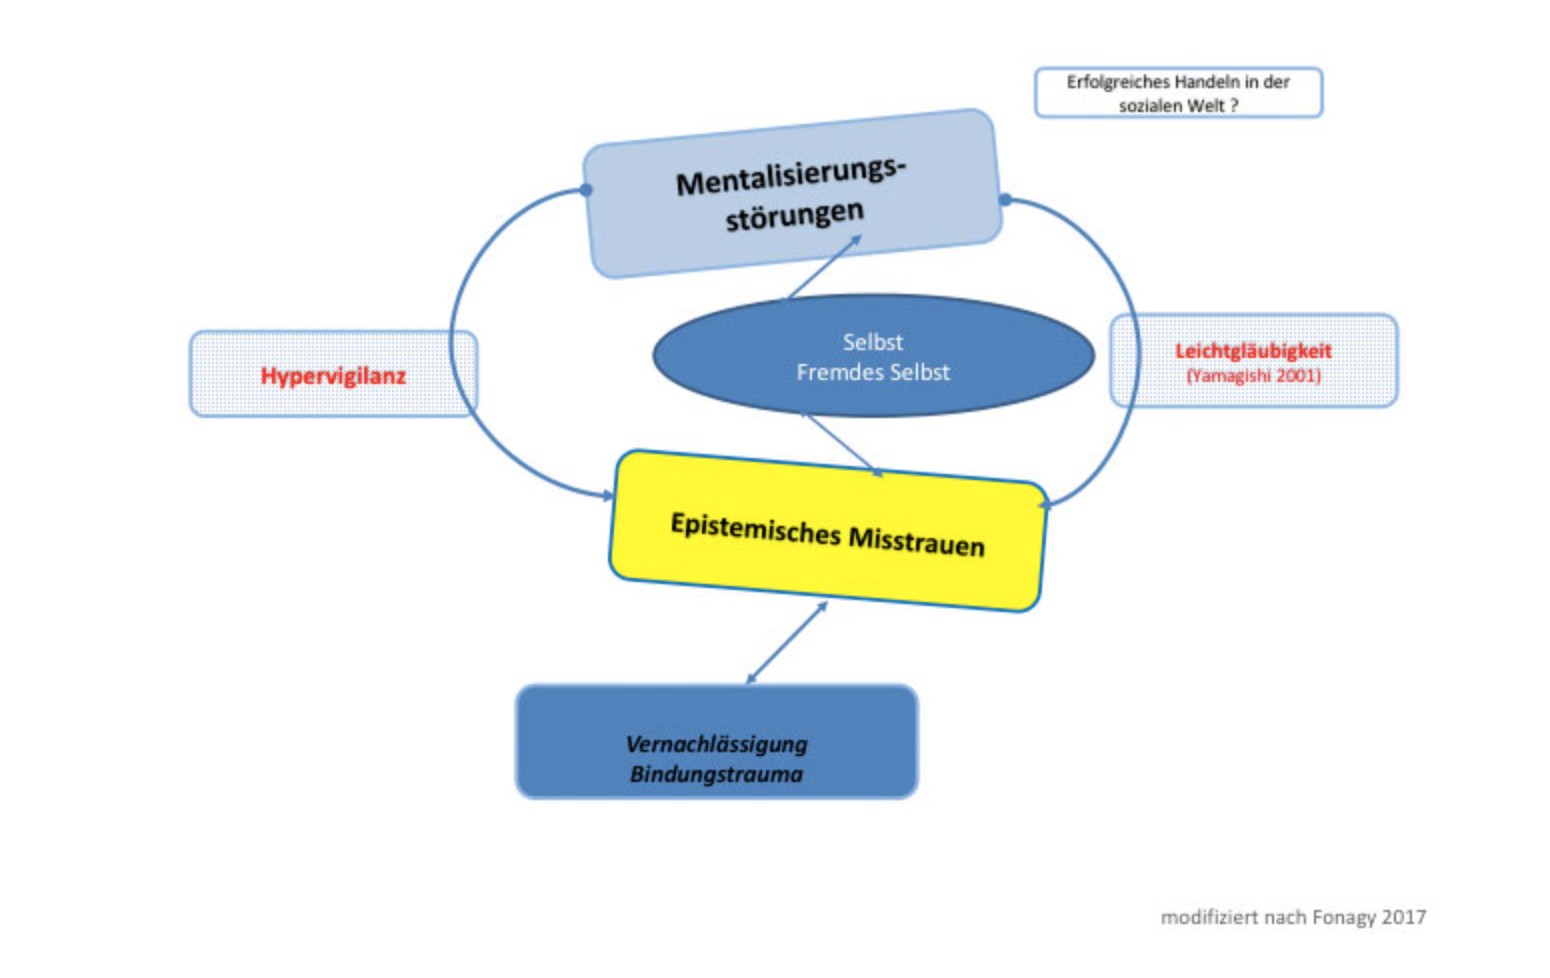 Erfolgreiches Handeln in der
sozialen Welt ?
Mentalisierungs-
störungen
Selbst
Fremdes Selbst
Hypervigilanz
Leichtgläubigkeit
(Yamagishi 2001)
Epistemisches Misstrauen
Vernachlässigung
Bindungstrauma
modifiziert nach Fonagy 2017